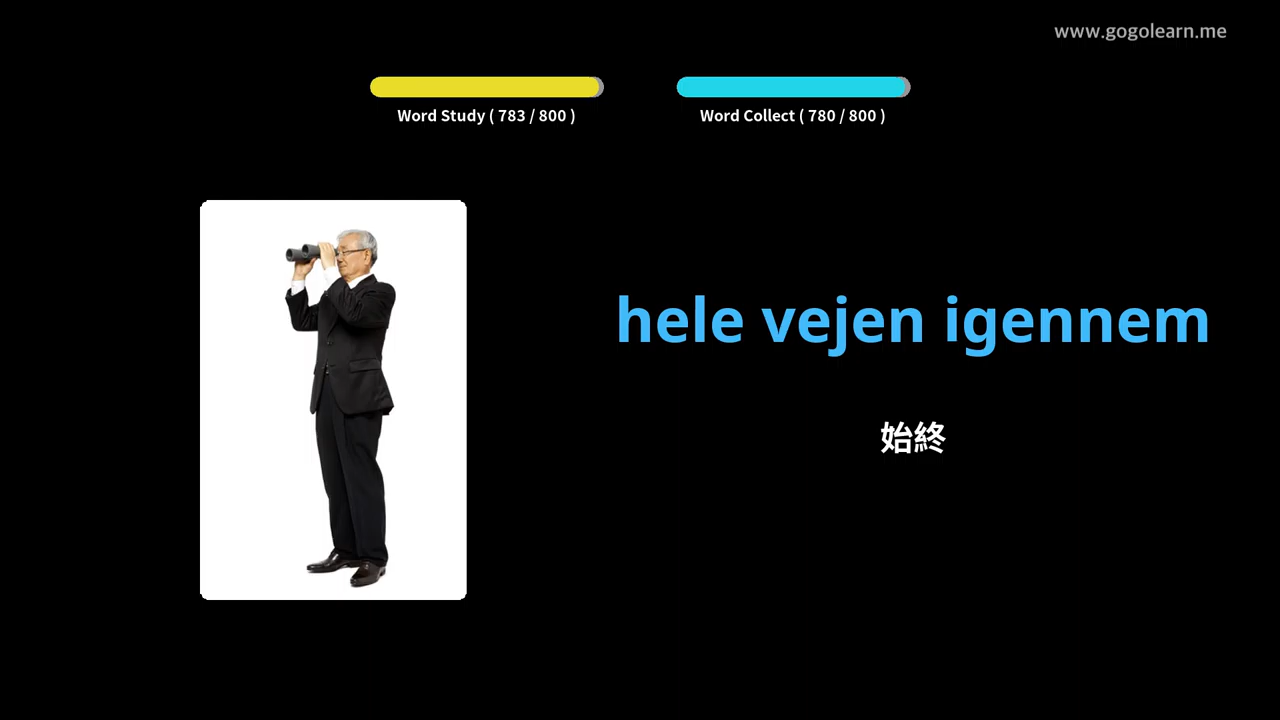 www.gogolearn.me
Word Study ( 783 / 800 )
Word Collect ( 780 / 800 )
hele vejen igennem
始終